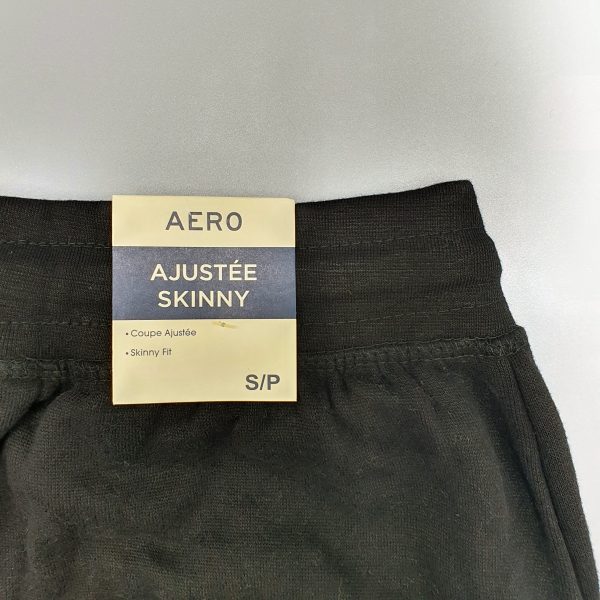 AERO
AJUSTÉE
SKINNY
• Coupe Ajustée
• Skinny Fit
S/P